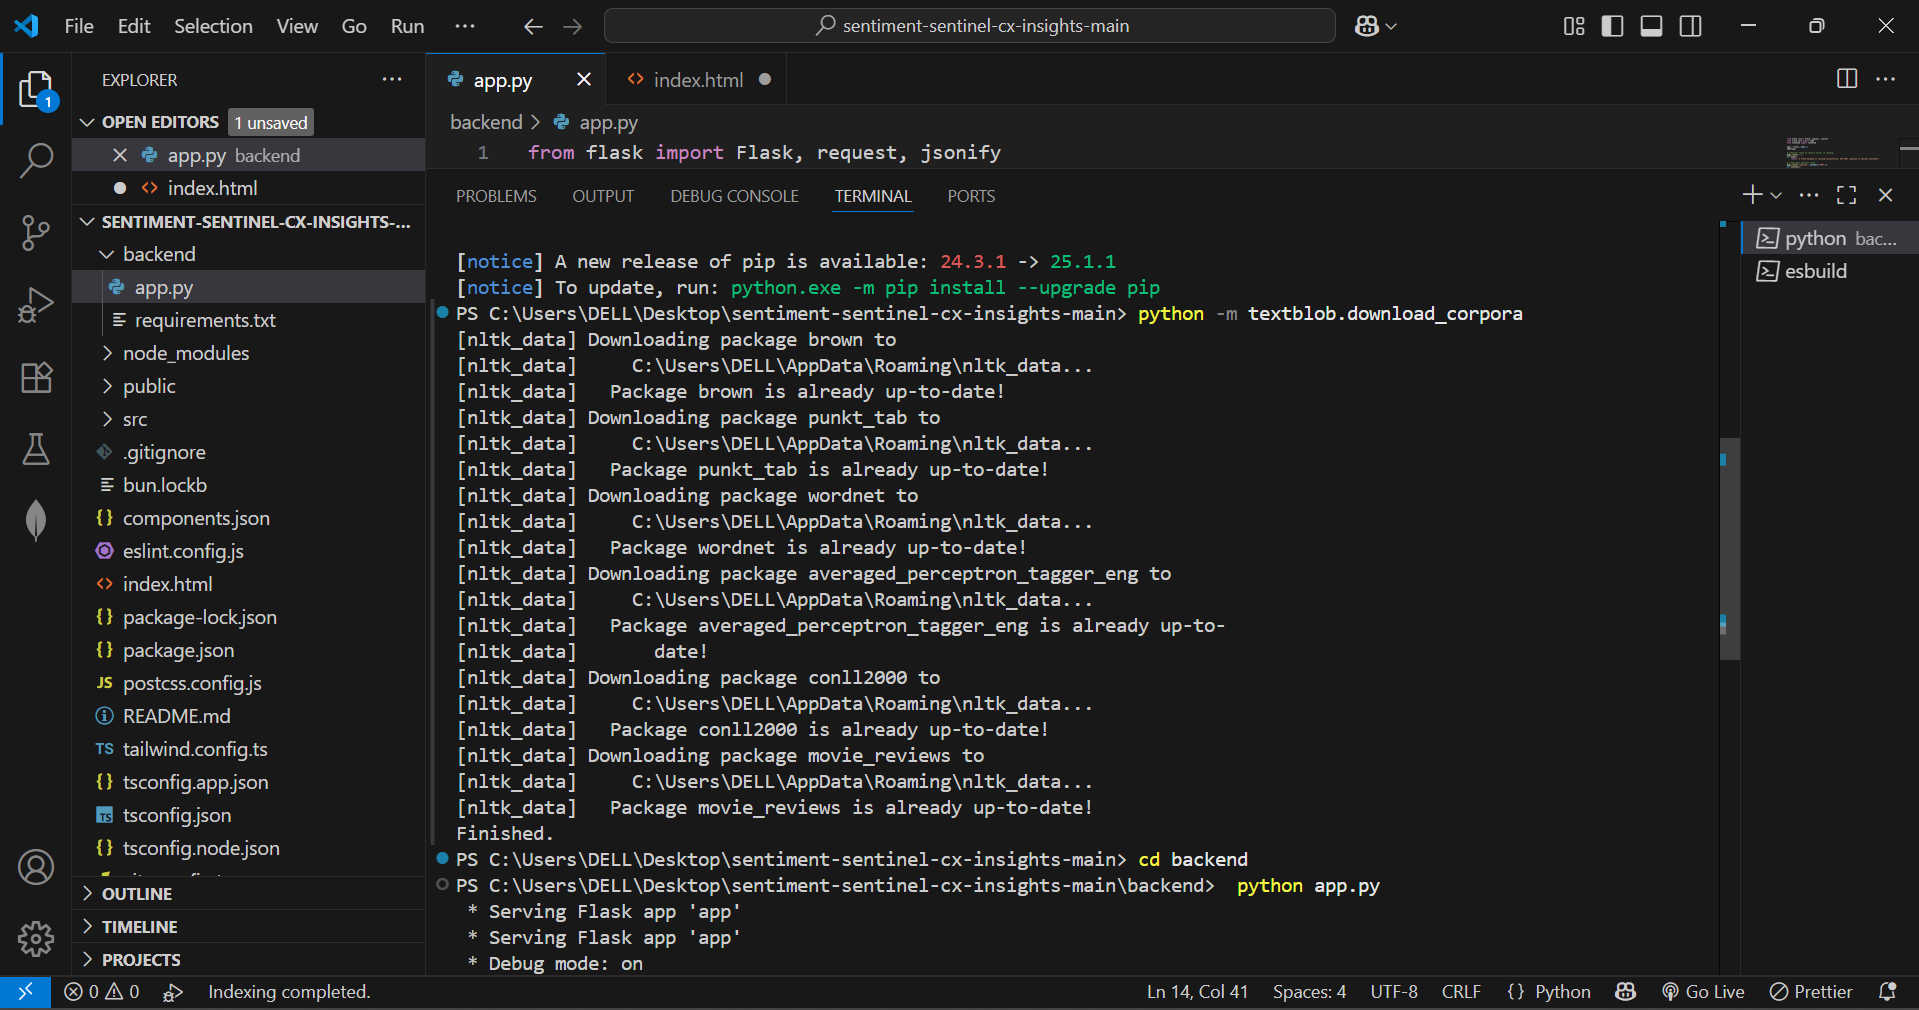 File Edit Selection View Go Run ··· sentiment-sentinel-cx-insights-main
EXPLORER
OPEN EDITORS 1 unsaved
app.py backend
index.html
SENTIMENT-SENTINEL-CX-INSIGHTS-...
backend
app.py
requirements.txt
node_modules
public
src
.gitignore
bun.lockb
components.json
eslint.config.js
index.html
package-lock.json
package.json
postcss.config.js
README.md
tailwind.config.ts
tsconfig.app.json
tsconfig.json
tsconfig.node.json
OUTLINE
TIMELINE
PROJECTS
app.py index.html
backend > app.py
1 from flask import Flask, request, jsonify
PROBLEMS OUTPUT DEBUG CONSOLE TERMINAL PORTS
[notice] A new release of pip is available: 24.3.1 -> 25.1.1
[notice] To update, run: python.exe -m pip install --upgrade pip
PS C:\Users\DELL\Desktop\sentiment-sentinel-cx-insights-main> python -m textblob.download_corpora
[nltk_data] Downloading package brown to
[nltk_data]     C:\Users\DELL\AppData\Roaming\nltk_data...
[nltk_data]   Package brown is already up-to-date!
[nltk_data] Downloading package punkt_tab to
[nltk_data]     C:\Users\DELL\AppData\Roaming\nltk_data...
[nltk_data]   Package punkt_tab is already up-to-date!
[nltk_data] Downloading package wordnet to
[nltk_data]     C:\Users\DELL\AppData\Roaming\nltk_data...
[nltk_data]   Package wordnet is already up-to-date!
[nltk_data] Downloading package averaged_perceptron_tagger_eng to
[nltk_data]     C:\Users\DELL\AppData\Roaming\nltk_data...
[nltk_data]   Package averaged_perceptron_tagger_eng is already up-to-
[nltk_data]       date!
[nltk_data] Downloading package conll2000 to
[nltk_data]     C:\Users\DELL\AppData\Roaming\nltk_data...
[nltk_data]   Package conll2000 is already up-to-date!
[nltk_data] Downloading package movie_reviews to
[nltk_data]     C:\Users\DELL\AppData\Roaming\nltk_data...
[nltk_data]   Package movie_reviews is already up-to-date!
Finished.
PS C:\Users\DELL\Desktop\sentiment-sentinel-cx-insights-main> cd backend
PS C:\Users\DELL\Desktop\sentiment-sentinel-cx-insights-main\backend>  python app.py
 * Serving Flask app 'app'
 * Serving Flask app 'app'
 * Debug mode: on
python bac...
esbuild
0 0 Indexing completed. Ln 14, Col 41 Spaces: 4 UTF-8 CRLF {} Python Go Live Prettier